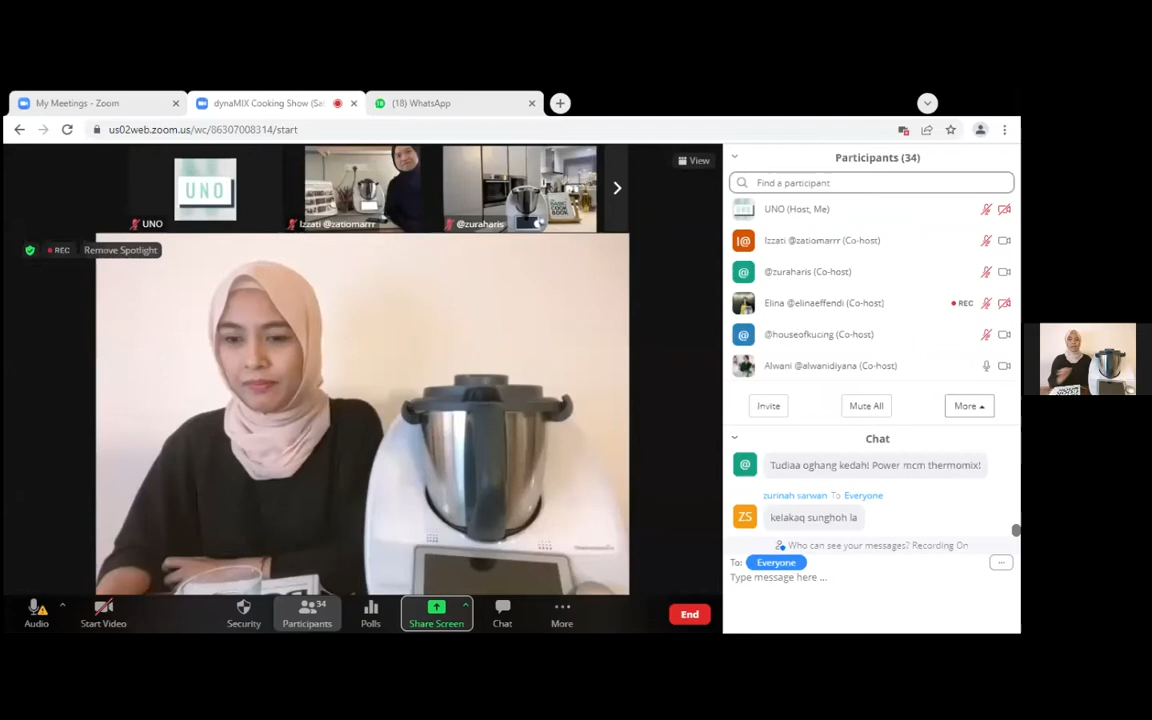 My Meetings - Zoom
dynaMIX Cooking Show (Sat
(18) WhatsApp
us02web.zoom.us/wc/86307008314/start
UNO
UNO
Izzati @zatiomarrr
@zuraharis
View
REC
Remove Spotlight
Participants (34)
Find a participant
UNO (Host, Me)
I@
Izzati @zatiomarrr (Co-host)
@
@zuraharis (Co-host)
Elina @elinaeffendi (Co-host)
REC
@
@houseofkucing (Co-host)
Alwani @alwanidiyana (Co-host)
Invite
Mute All
More
Chat
@
Tudiaa oghang kedah! Power mcm thermomix!
zurinah sarwan To Everyone
ZS
kelakaq sunghoh la
Who can see your messages? Recording On
To: Everyone
Type message here ...
Audio
Start Video
Security
34
Participants
Polls
Share Screen
Chat
More
End